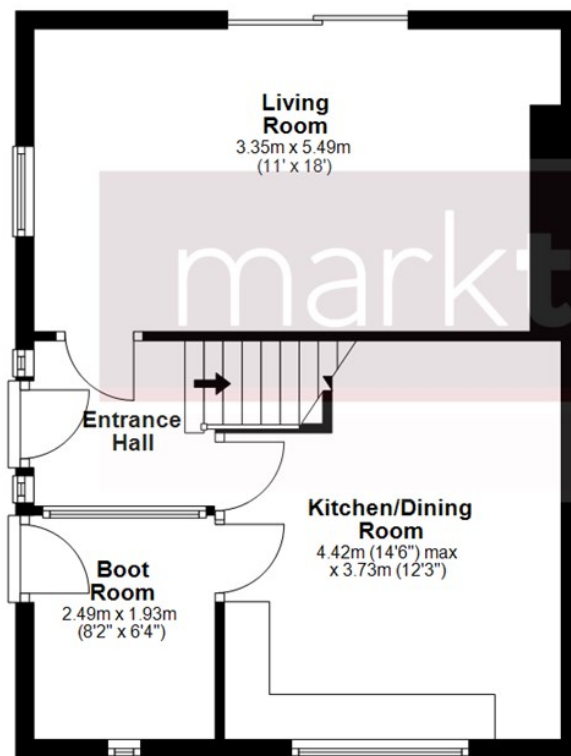 Living
Room
3.35m x 5.49m
(11' x 18')
markt
Entrance
Hall
Kitchen/Dining
Room
4.42m (14'6") max
x 3.73m (12'3")
Boot
Room
2.49m x 1.93m
(8'2" x 6'4")